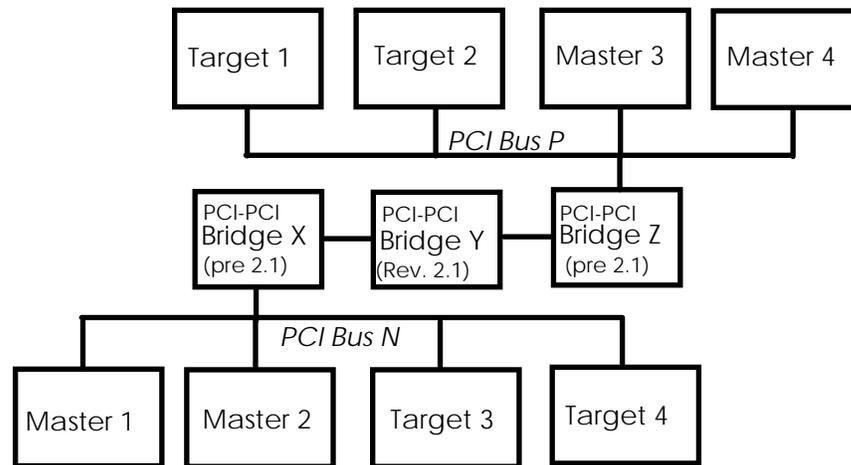 Target 1
Target 2
Master 3
Master 4
PCI Bus P
PCI-PCI
Bridge X
(pre 2.1)
PCI-PCI
Bridge Y
(Rev. 2.1)
PCI-PCI
Bridge Z
(pre 2.1)
PCI Bus N
Master 1
Master 2
Target 3
Target 4